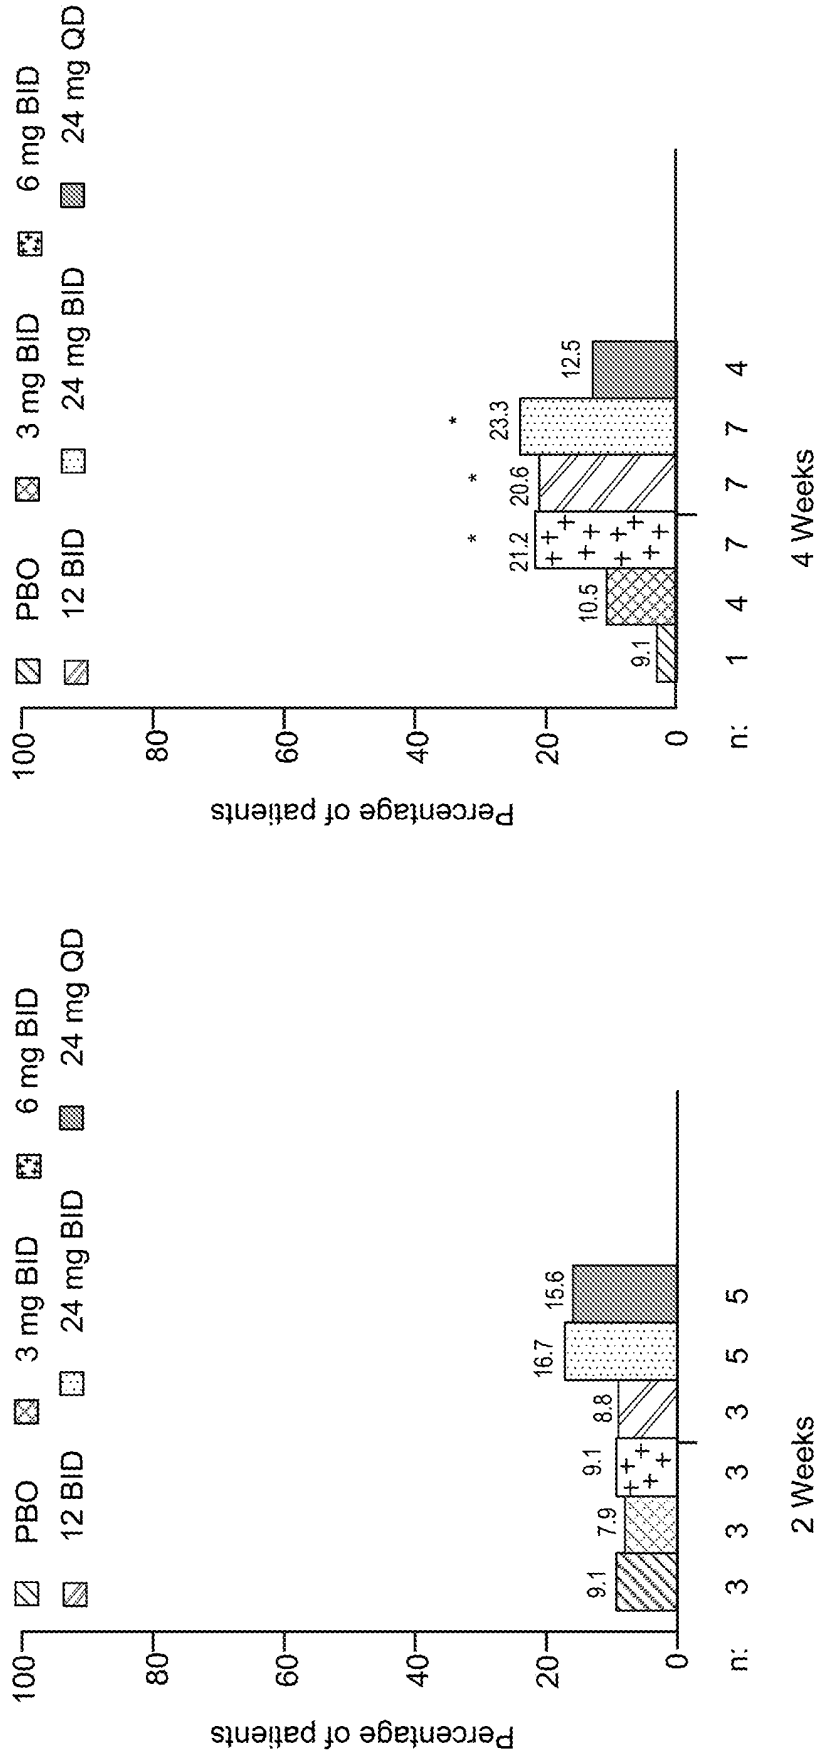 PBO 3 mg BID 6 mg BID
12 BID 24 mg BID 24 mg QD
100
80
60
40
20
0
Percentage of patients
9.1 7.9 9.1 8.8 16.7 15.6
n: 3 3 3 3 5 5
2 Weeks
PBO 3 mg BID 6 mg BID
12 BID 24 mg BID 24 mg QD
100
80
60
40
20
0
Percentage of patients
* * *
9.1 10.5 21.2 20.6 23.3 12.5
n: 1 4 7 7 7 4
4 Weeks